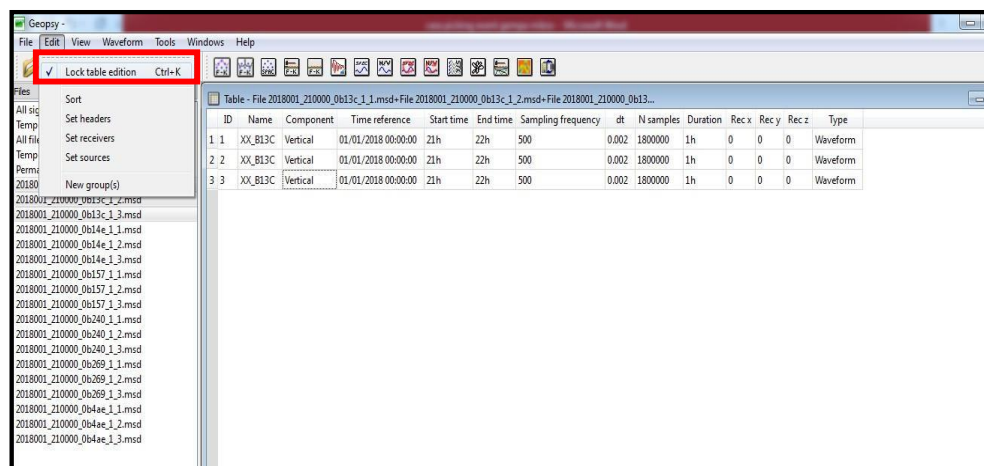 Geopsy -
File Edit View Waveform Tools Windows Help
✓ Lock table edition Ctrl+K
Sort
Set headers
Set receivers
Set sources
New group(s)
Files
All sig
Temp
All file
Temp
Perma
20180
2018001_210000_0b13c_1_2.msd
2018001_210000_0b13c_1_3.msd
2018001_210000_0b14e_1_1.msd
2018001_210000_0b14e_1_2.msd
2018001_210000_0b14e_1_3.msd
2018001_210000_0b157_1_1.msd
2018001_210000_0b157_1_2.msd
2018001_210000_0b157_1_3.msd
2018001_210000_0b240_1_1.msd
2018001_210000_0b240_1_2.msd
2018001_210000_0b240_1_3.msd
2018001_210000_0b269_1_1.msd
2018001_210000_0b269_1_2.msd
2018001_210000_0b269_1_3.msd
2018001_210000_0b4ae_1_1.msd
2018001_210000_0b4ae_1_2.msd
2018001_210000_0b4ae_1_3.msd
Table - File 2018001_210000_0b13c_1_1.msd+File 2018001_210000_0b13c_1_2.msd+File 2018001_210000_0b13...
ID Name Component Time reference Start time End time Sampling frequency dt N samples Duration Rec x Rec y Rec z Type
1 1 XX_B13C Vertical 01/01/2018 00:00:00 21h 22h 500 0.002 1800000 1h 0 0 0 Waveform
2 2 XX_B13C Vertical 01/01/2018 00:00:00 21h 22h 500 0.002 1800000 1h 0 0 0 Waveform
3 3 XX_B13C Vertical 01/01/2018 00:00:00 21h 22h 500 0.002 1800000 1h 0 0 0 Waveform